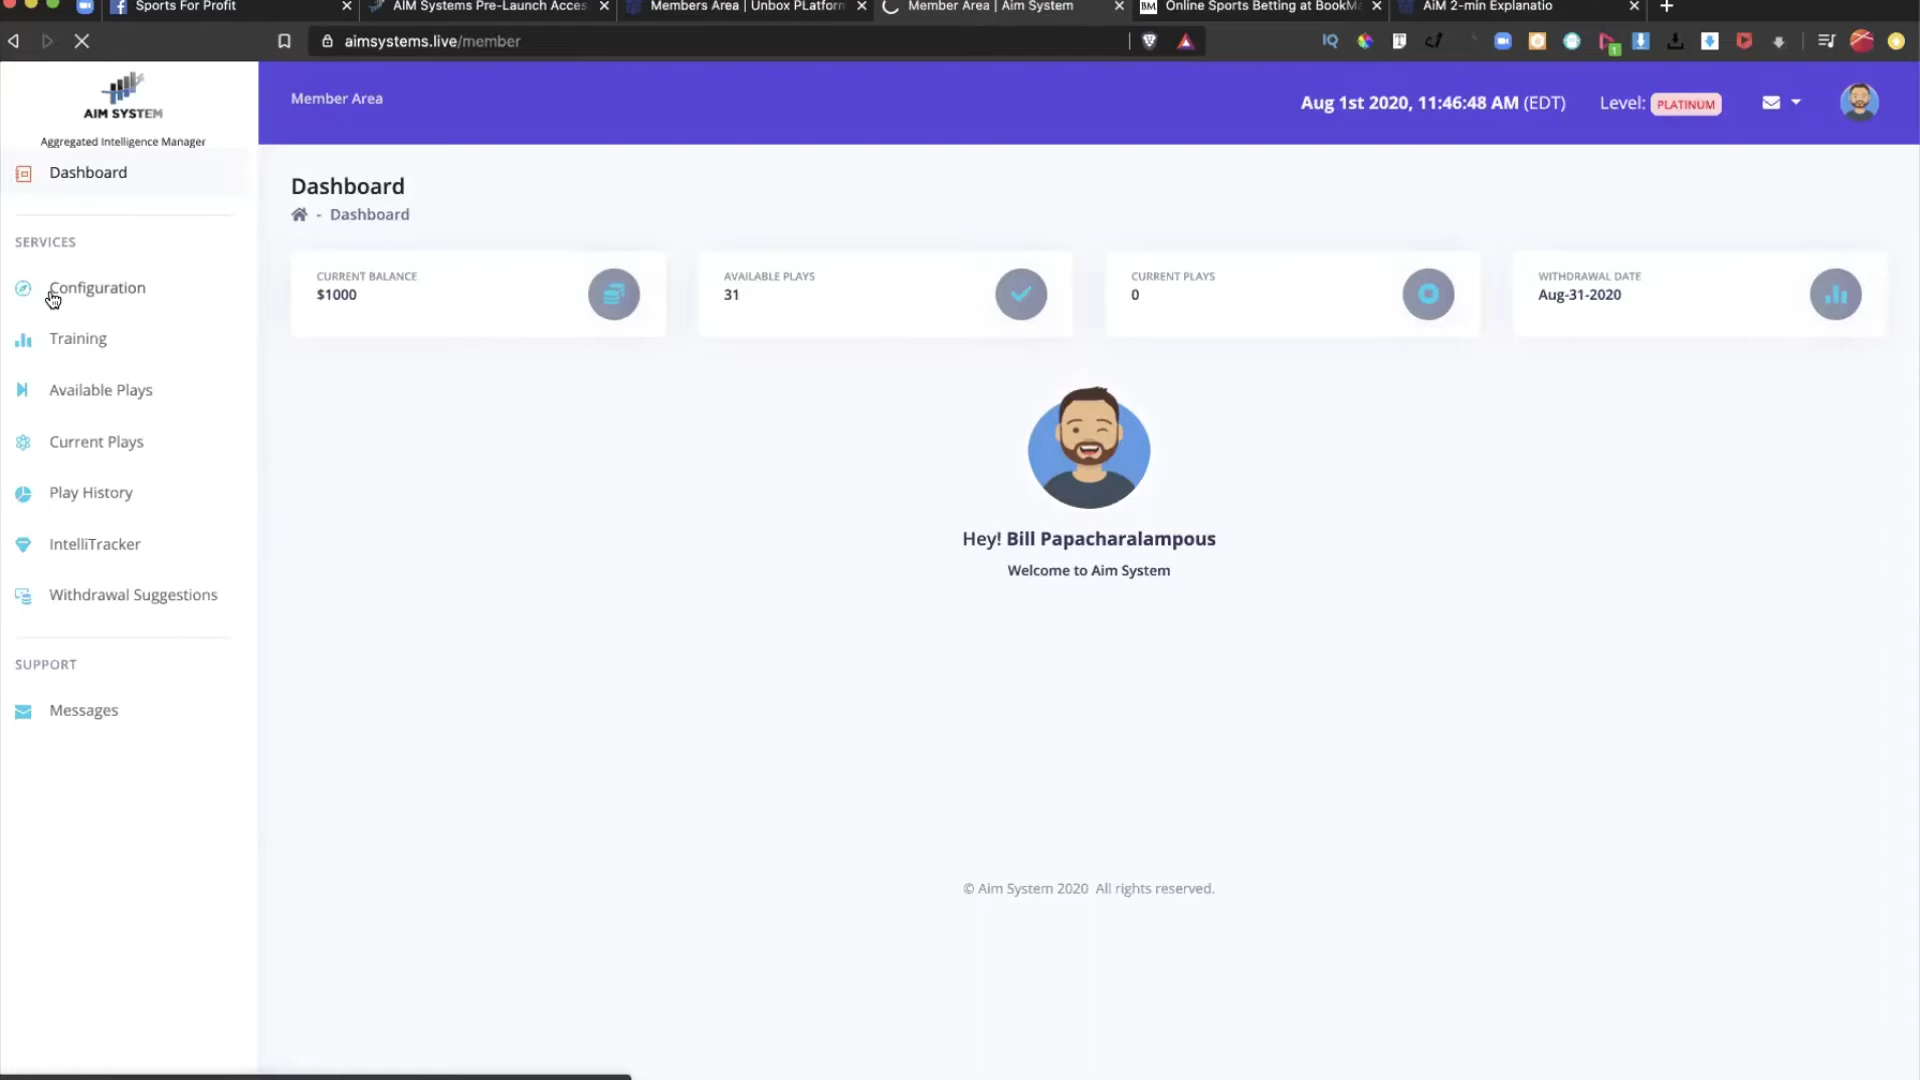 Sports For Profit
AIM Systems Pre-Launch Acces
Members Area | Unbox PLatform
Member Area | Aim System
BM
Online Sports Betting at BookMa
AiM 2-min Explanatio
aimsystems.live/member
IQ
1
AIM SYSTEM
Aggregated Intelligence Manager
Dashboard
SERVICES
Configuration
Training
Available Plays
Current Plays
Play History
IntelliTracker
Withdrawal Suggestions
SUPPORT
Messages
Member Area
Aug 1st 2020, 11:46:48 AM (EDT)
Level: PLATINUM
Dashboard
- Dashboard
CURRENT BALANCE
$1000
AVAILABLE PLAYS
31
CURRENT PLAYS
0
WITHDRAWAL DATE
Aug-31-2020
Hey! Bill Papacharalampous
Welcome to Aim System
© Aim System 2020 All rights reserved.